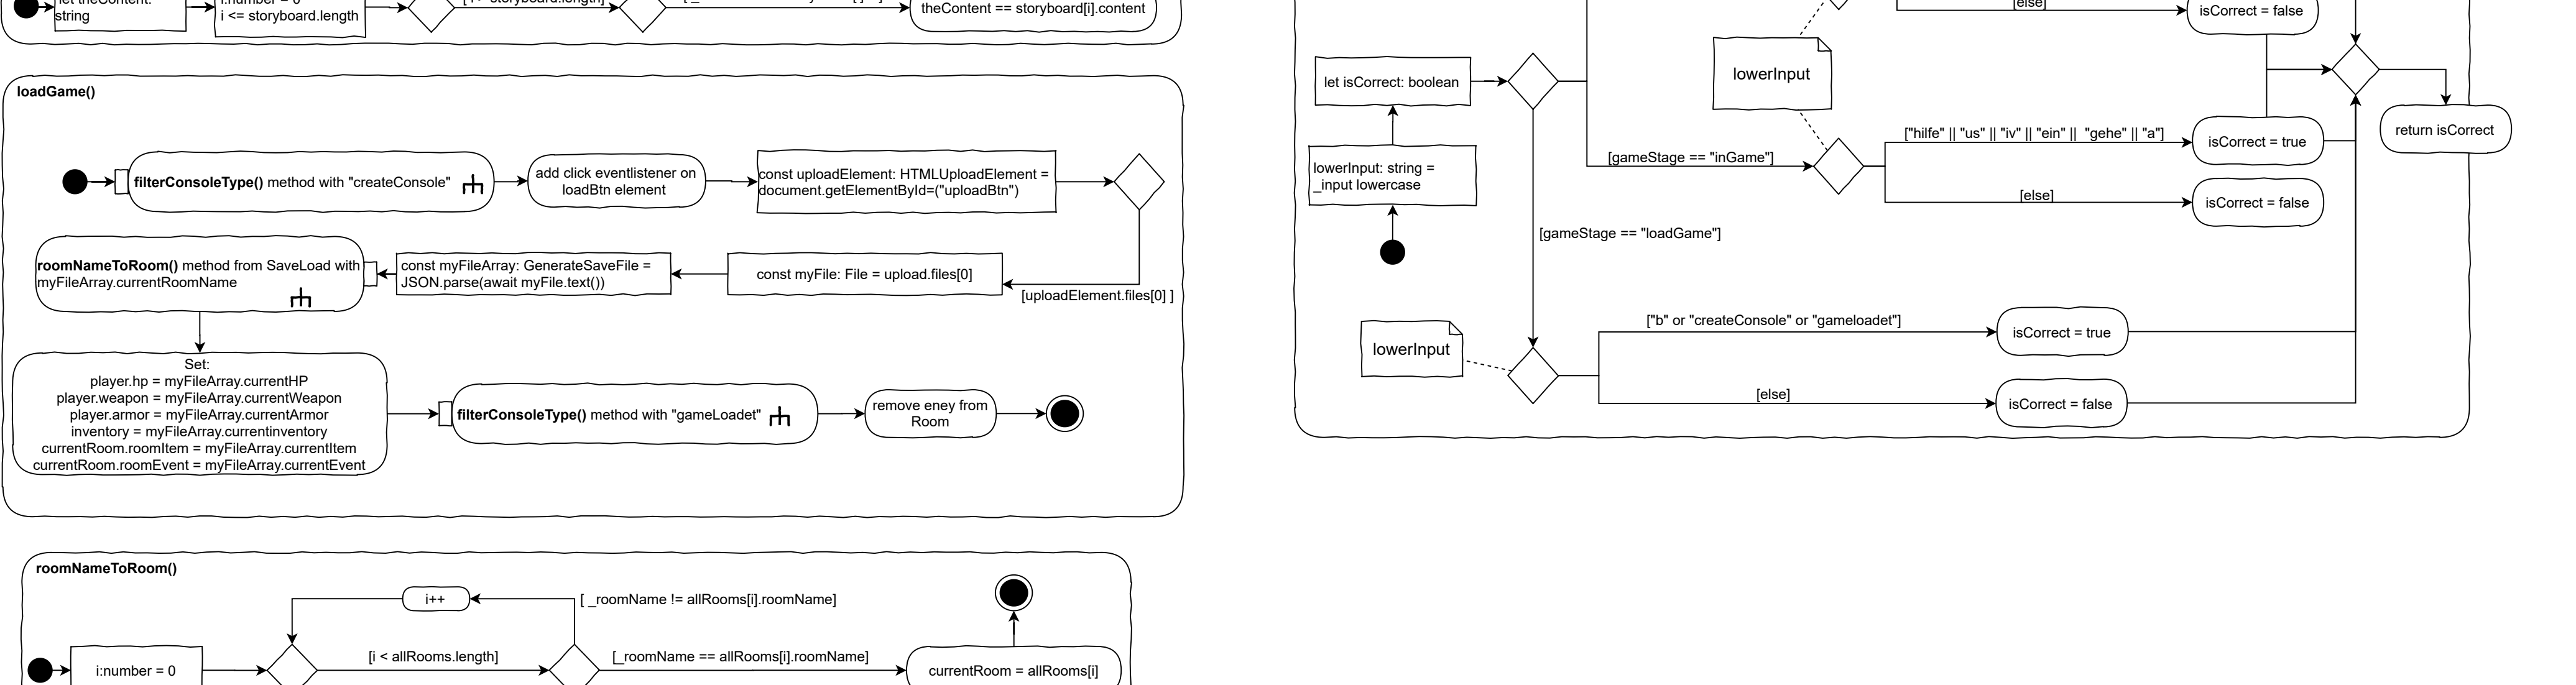 string
i <= storyboard.length
theContent == storyboard[i].content
loadGame()
filterConsoleType() method with "createConsole"
add click eventlistener on
loadBtn element
const uploadElement: HTMLUploadElement =
document.getElementById=("uploadBtn")
roomNameToRoom() method from SaveLoad with
myFileArray.currentRoomName
const myFileArray: GenerateSaveFile =
JSON.parse(await myFile.text())
const myFile: File = upload.files[0]
[uploadElement.files[0] ]
Set:
player.hp = myFileArray.currentHP
player.weapon = myFileArray.currentWeapon
player.armor = myFileArray.currentArmor
inventory = myFileArray.currentinventory
currentRoom.roomItem = myFileArray.currentItem
currentRoom.roomEvent = myFileArray.currentEvent
filterConsoleType() method with "gameLoadet"
remove eney from
Room
roomNameToRoom()
i++
[ _roomName != allRooms[i].roomName]
i:number = 0
[i < allRooms.length]
[_roomName == allRooms[i].roomName]
currentRoom = allRooms[i]
[else]
isCorrect = false
lowerInput
let isCorrect: boolean
["hilfe" || "us" || "iv" || "ein" || "gehe" || "a"]
isCorrect = true
return isCorrect
lowerInput: string =
_input lowercase
[gameStage == "inGame"]
[else]
isCorrect = false
[gameStage == "loadGame"]
["b" or "createConsole" or "gameloadet"]
isCorrect = true
lowerInput
[else]
isCorrect = false